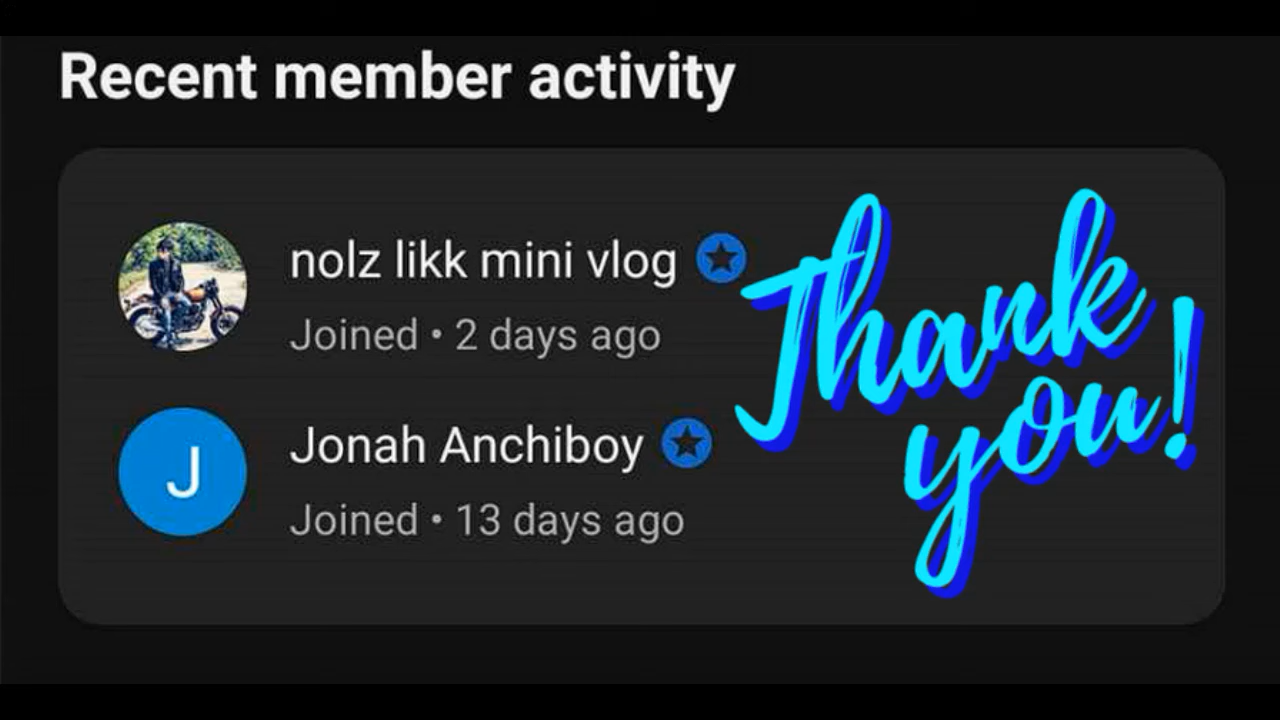 Recent member activity
nolz likk mini vlog
Joined • 2 days ago
J
Jonah Anchiboy
Joined • 13 days ago
Thank
you!